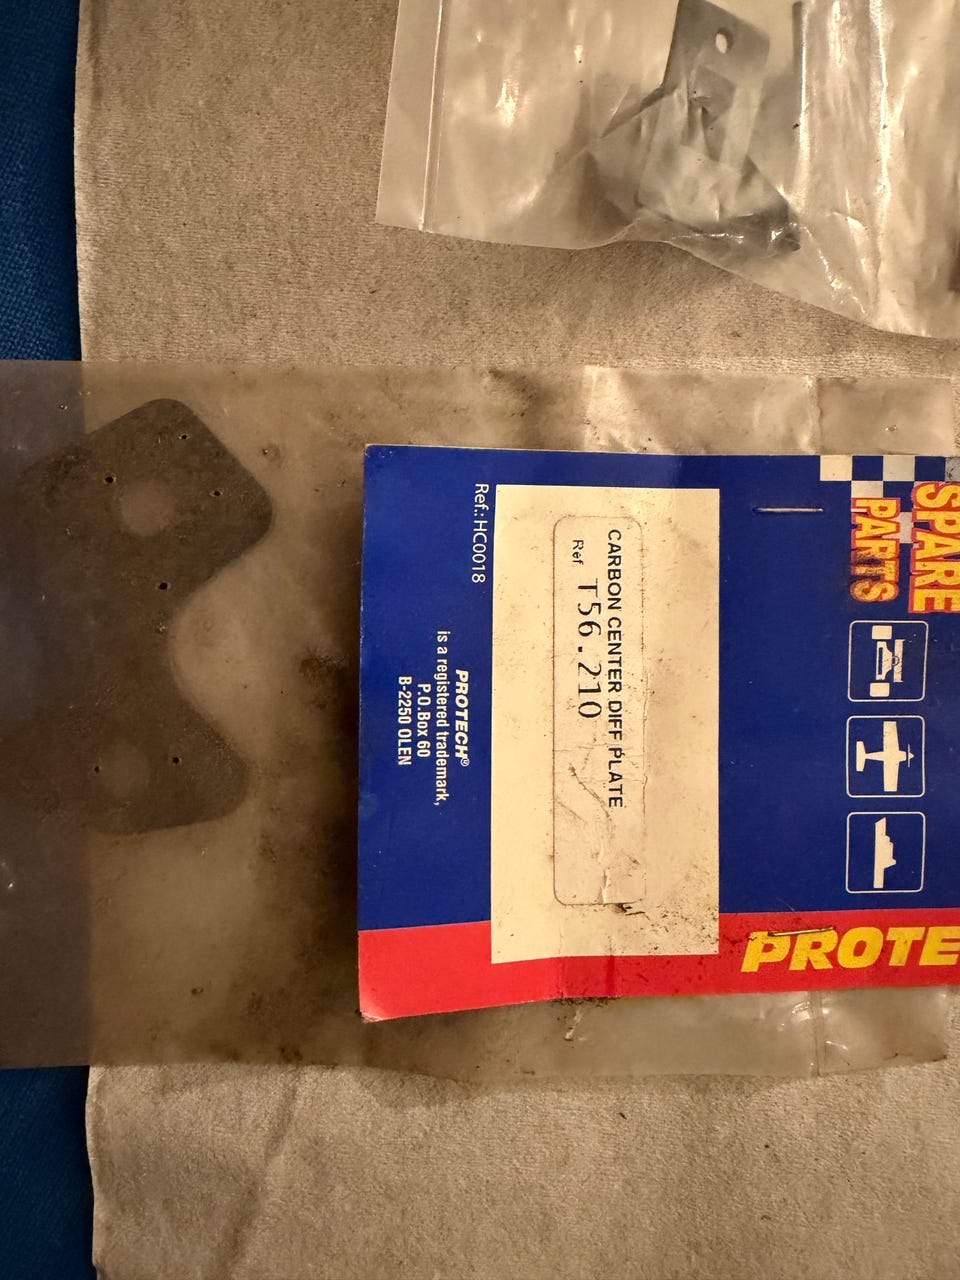 SPARE
PARTS
PROTE
CARBON CENTER DIFF PLATE
Ref T56.210
Ref.: HC0018
PROTECH®
is a registered trademark,
P.O.Box 60
B-2250 OLEN